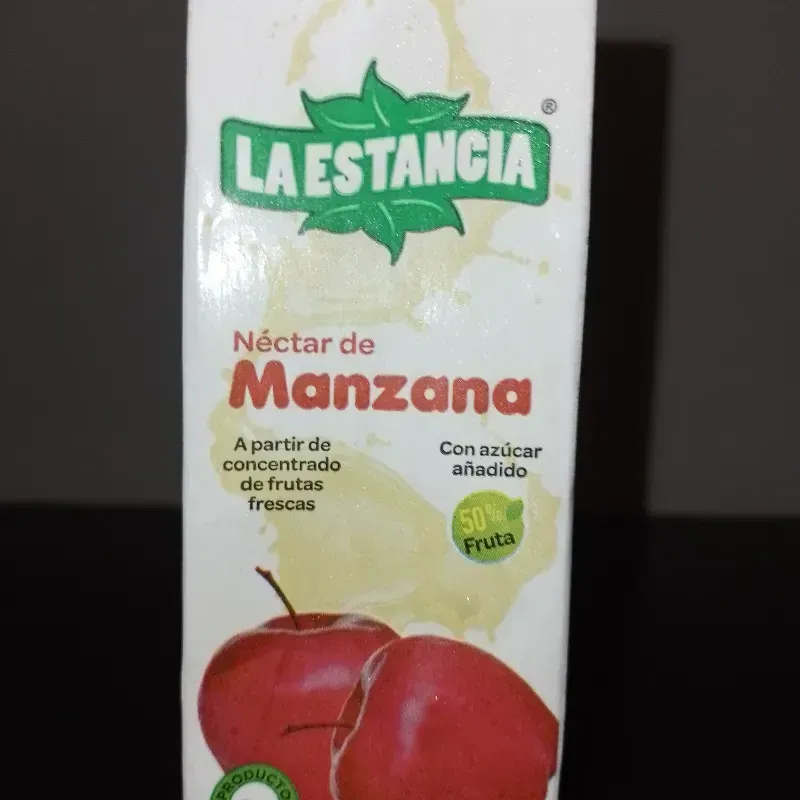 LA ESTANCIA
®
Néctar de
Manzana
A partir de
concentrado
de frutas
frescas
Con azúcar
añadido
50%
Fruta
PRODUCTO